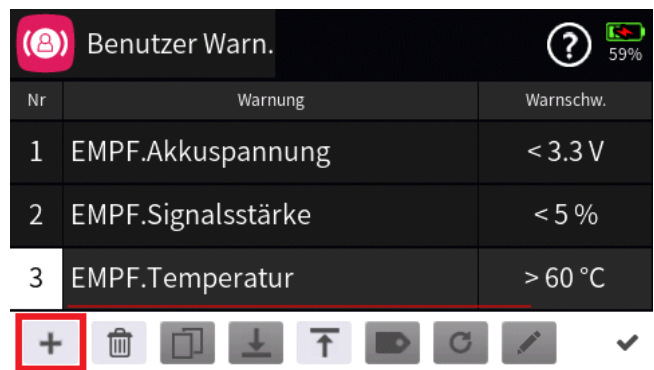 Benutzer Warn.
?
59%
Nr Warnung Warnschw.
1 EMPF.Akkuspannung < 3.3 V
2 EMPF.Signalsstärke < 5 %
3 EMPF.Temperatur > 60 °C